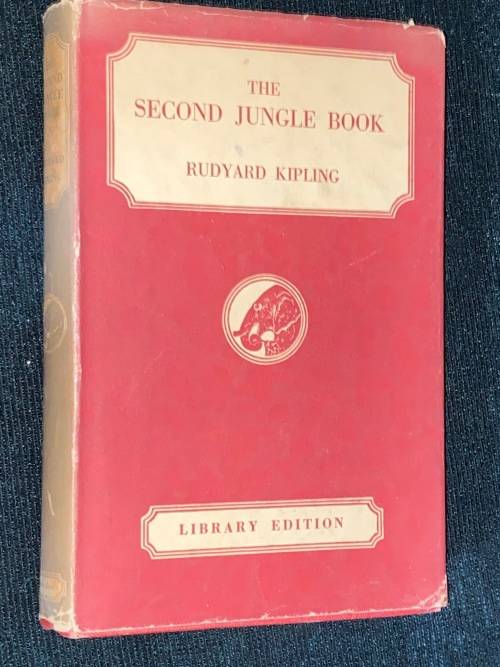 THE
SECOND JUNGLE BOOK
RUDYARD KIPLING
LIBRARY EDITION